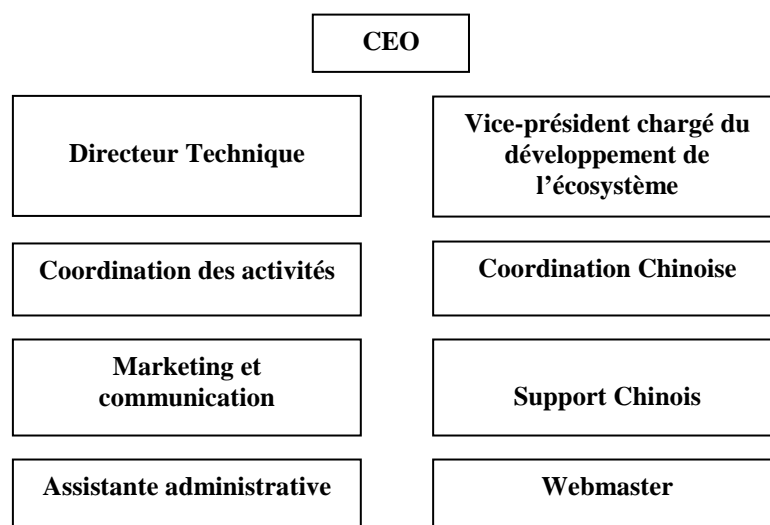 CEO
Directeur Technique
Vice-président chargé du
développement de
l'écosystème
Coordination des activités
Coordination Chinoise
Marketing et
communication
Support Chinois
Assistante administrative
Webmaster